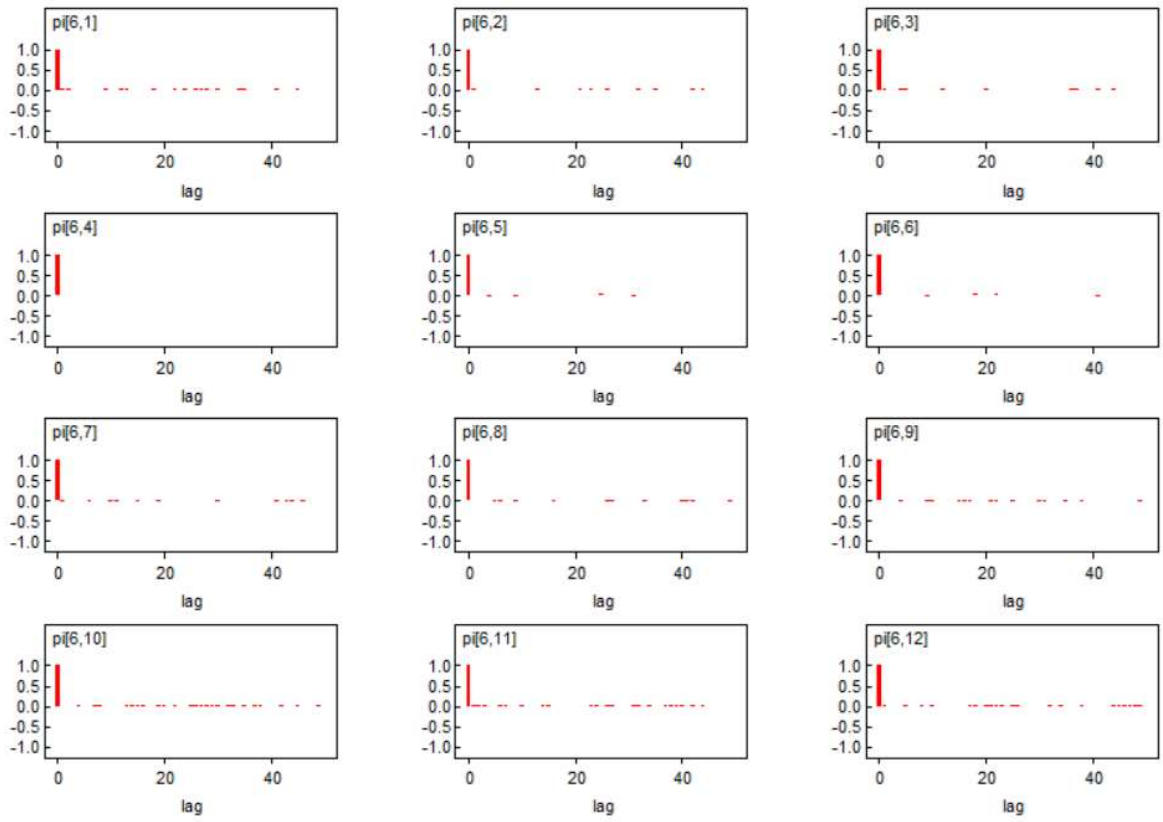 pi[6,1]
1.0
0.5
0.0
-0.5
-1.0
0 20 40
lag
pi[6,2]
1.0
0.5
0.0
-0.5
-1.0
0 20 40
lag
pi[6,3]
1.0
0.5
0.0
-0.5
-1.0
0 20 40
lag
pi[6,4]
1.0
0.5
0.0
-0.5
-1.0
0 20 40
lag
pi[6,5]
1.0
0.5
0.0
-0.5
-1.0
0 20 40
lag
pi[6,6]
1.0
0.5
0.0
-0.5
-1.0
0 20 40
lag
pi[6,7]
1.0
0.5
0.0
-0.5
-1.0
0 20 40
lag
pi[6,8]
1.0
0.5
0.0
-0.5
-1.0
0 20 40
lag
pi[6,9]
1.0
0.5
0.0
-0.5
-1.0
0 20 40
lag
pi[6,10]
1.0
0.5
0.0
-0.5
-1.0
0 20 40
lag
pi[6,11]
1.0
0.5
0.0
-0.5
-1.0
0 20 40
lag
pi[6,12]
1.0
0.5
0.0
-0.5
-1.0
0 20 40
lag